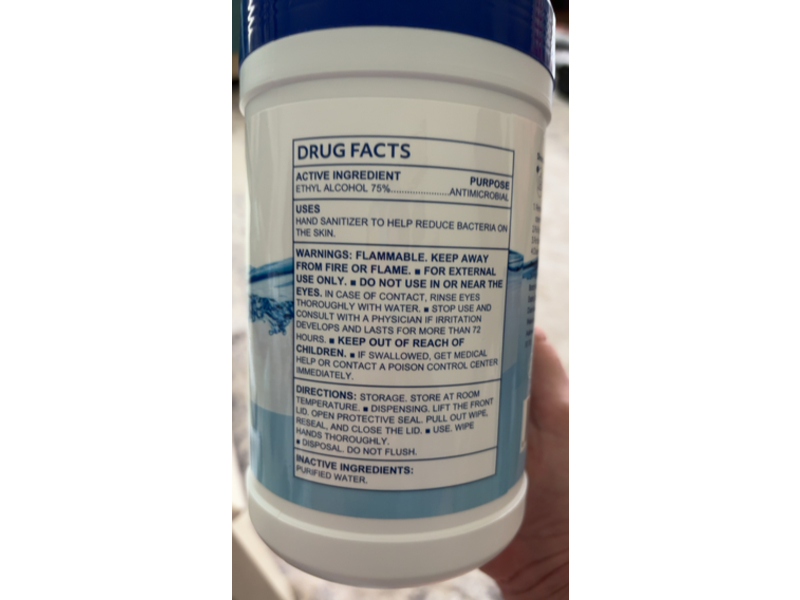 DRUG FACTS
ACTIVE INGREDIENT PURPOSE
ETHYL ALCOHOL 75%......................ANTIMICROBIAL
USES
HAND SANITIZER TO HELP REDUCE BACTERIA ON
THE SKIN.
WARNINGS: FLAMMABLE. KEEP AWAY
FROM FIRE OR FLAME. ■ FOR EXTERNAL
USE ONLY. ■ DO NOT USE IN OR NEAR THE
EYES. IN CASE OF CONTACT, RINSE EYES
THOROUGHLY WITH WATER. ■ STOP USE AND
CONSULT WITH A PHYSICIAN IF IRRITATION
DEVELOPS AND LASTS FOR MORE THAN 72
HOURS. ■ KEEP OUT OF REACH OF
CHILDREN. ■ IF SWALLOWED, GET MEDICAL
HELP OR CONTACT A POISON CONTROL CENTER
IMMEDIATELY.
DIRECTIONS: STORAGE. STORE AT ROOM
TEMPERATURE. ■ DISPENSING. LIFT THE FRONT
LID. OPEN PROTECTIVE SEAL. PULL OUT WIPE,
RESEAL, AND CLOSE THE LID. ■ USE. WIPE
HANDS THOROUGHLY.
■ DISPOSAL. DO NOT FLUSH.
INACTIVE INGREDIENTS:
PURIFIED WATER.